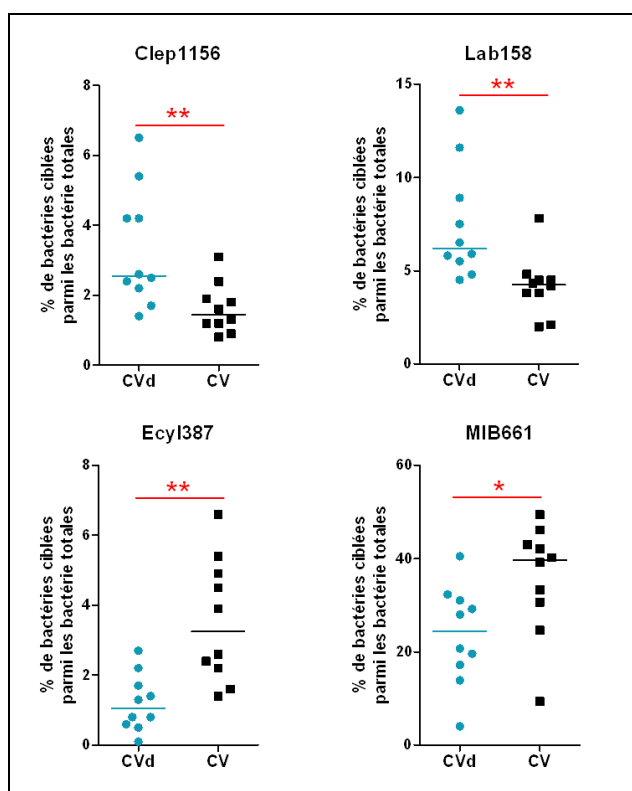 Clep1156
**
% de bactéries ciblées
parmi les bactérie totales
8
6
4
2
0
CVd CV
Lab158
**
% de bactéries ciblées
parmi les bactérie totales
15
10
5
0
CVd CV
Ecyl387
**
% de bactéries ciblées
parmi les bactérie totales
8
6
4
2
0
CVd CV
MIB661
*
% de bactéries ciblées
parmi les bactérie totales
60
40
20
0
CVd CV